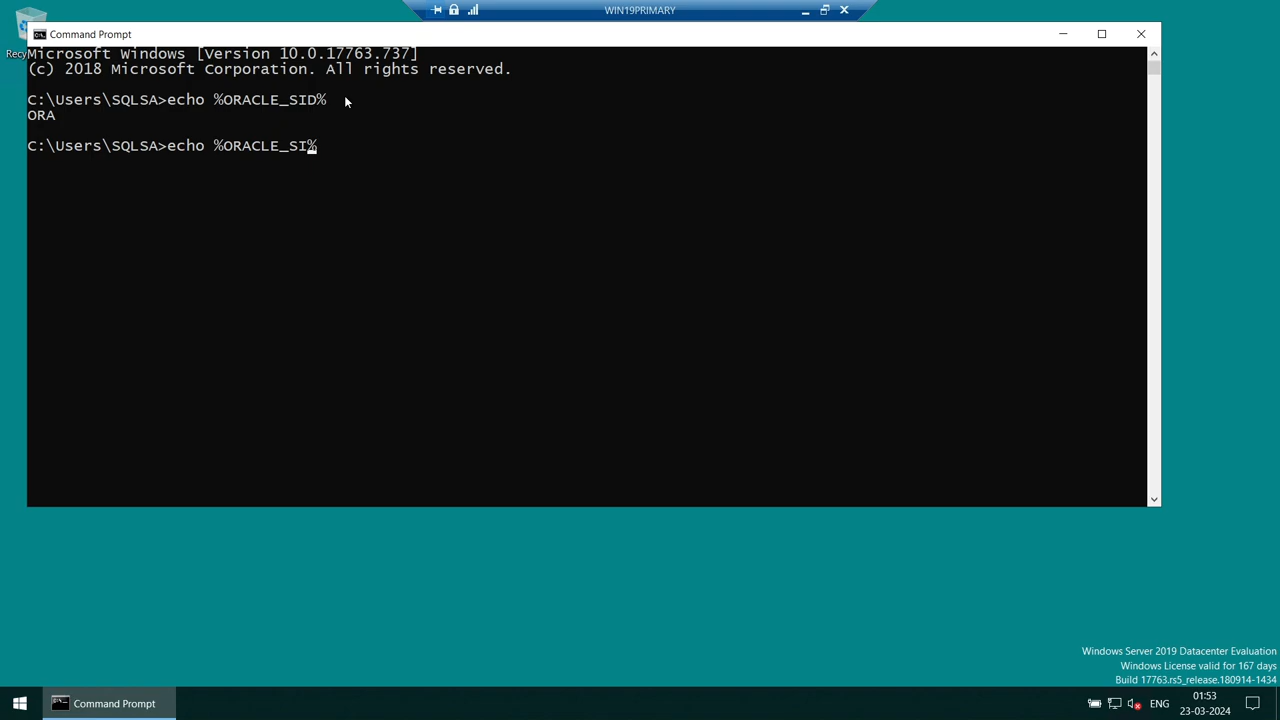 WIN19PRIMARY
Command Prompt
Microsoft Windows [Version 10.0.17763.737]
(c) 2018 Microsoft Corporation. All rights reserved.
C:\Users\SQLSA>echo %ORACLE_SID%
ORA
C:\Users\SQLSA>echo %ORACLE_SI%
Recy
Windows Server 2019 Datacenter Evaluation
Windows License valid for 167 days
Build 17763.rs5_release.180914-1434
Command Prompt
ENG
01:53
23-03-2024